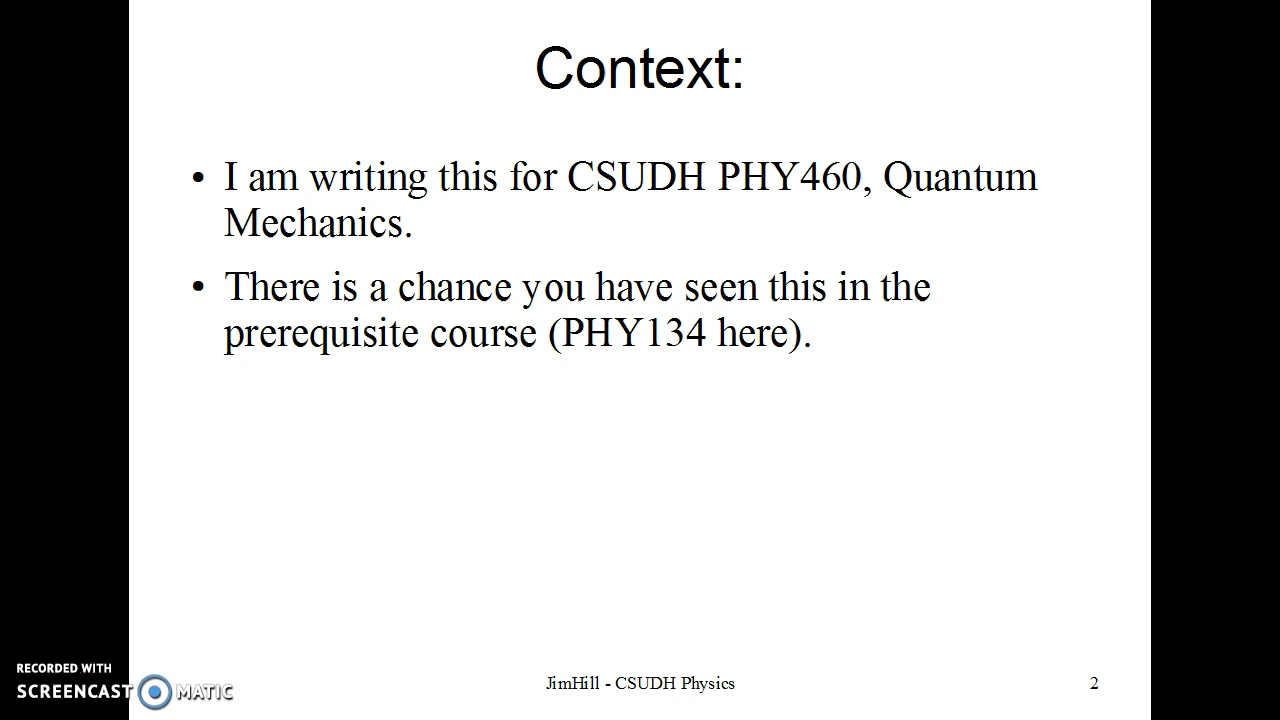 Context:
• I am writing this for CSUDH PHY460, Quantum
Mechanics.
• There is a chance you have seen this in the
prerequisite course (PHY134 here).
RECORDED WITH
SCREENCAST MATIC
JimHill - CSUDH Physics
2